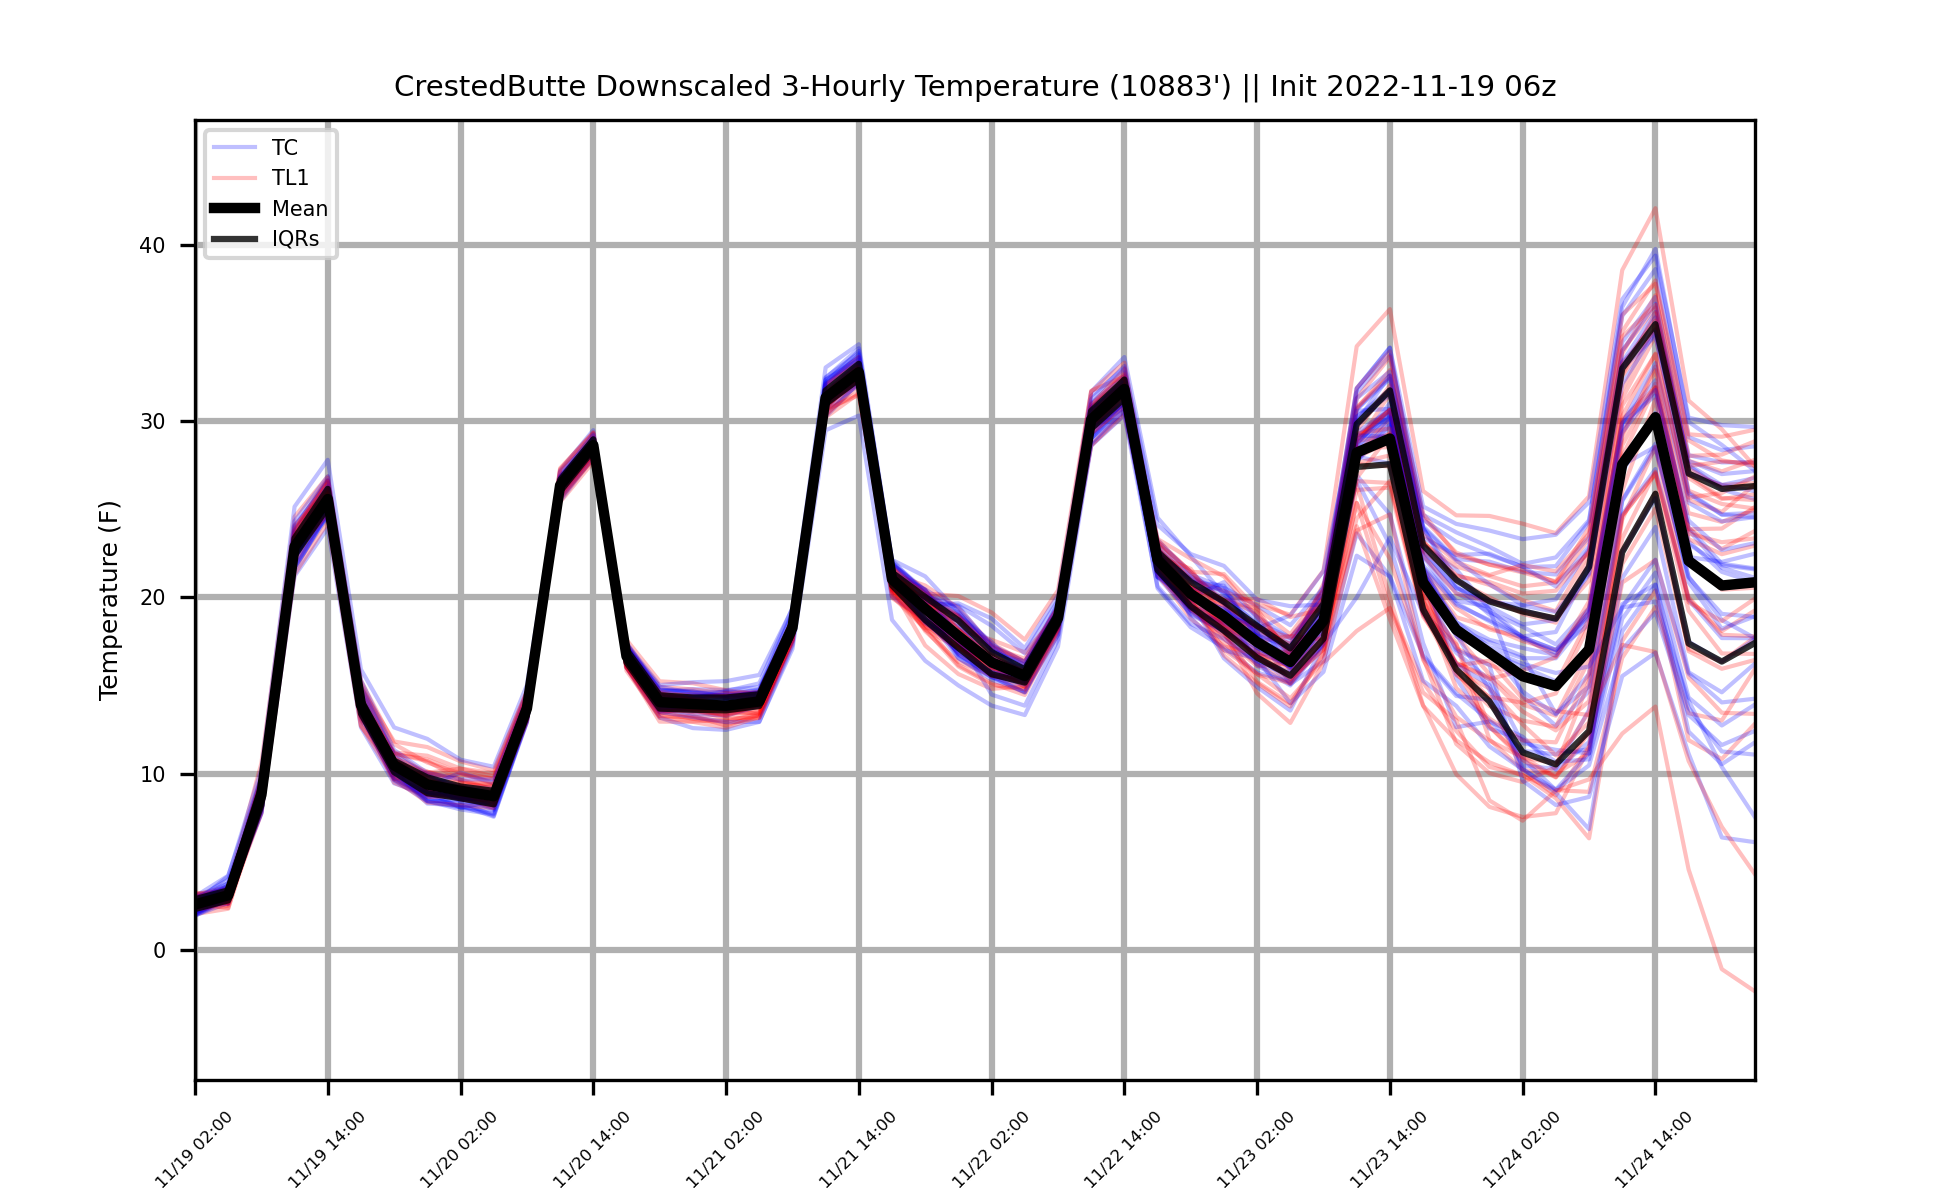 CrestedButte Downscaled 3-Hourly Temperature (10883') || Init 2022-11-19 06z
TC
TL1
Mean
IQRs
Temperature (F)
40
30
20
10
0
11/19 02:00
11/19 14:00
11/20 02:00
11/20 14:00
11/21 02:00
11/21 14:00
11/22 02:00
11/22 14:00
11/23 02:00
11/23 14:00
11/24 02:00
11/24 14:00